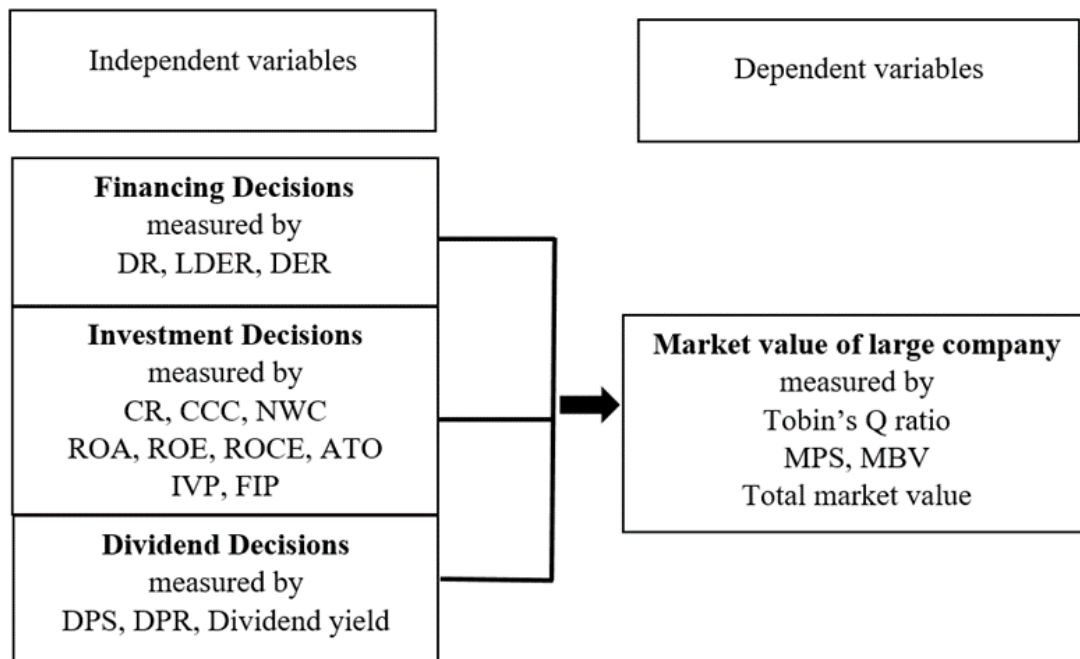 Independent variables
Dependent variables
Financing Decisions
measured by
DR, LDER, DER
Investment Decisions
measured by
CR, CCC, NWC
ROA, ROE, ROCE, ATO
IVP, FIP
Dividend Decisions
measured by
DPS, DPR, Dividend yield
Market value of large company
measured by
Tobin’s Q ratio
MPS, MBV
Total market value